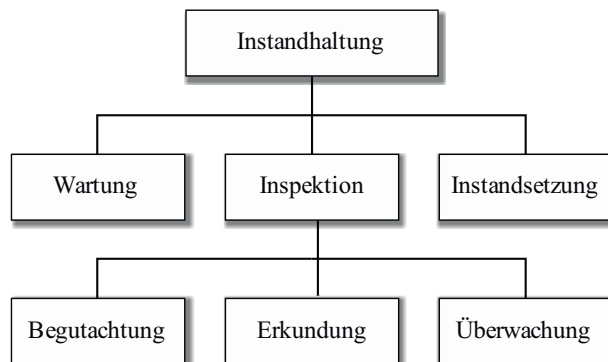 Instandhaltung
Wartung
Inspektion
Instandsetzung
Begutachtung
Erkundung
Überwachung